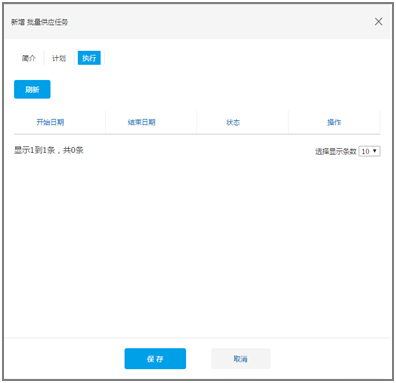 新增 批量供应任务
简介 计划 执行
刷新
开始日期 结束日期 状态 操作
显示1到1条，共0条 选择显示条数 10
保存 取消